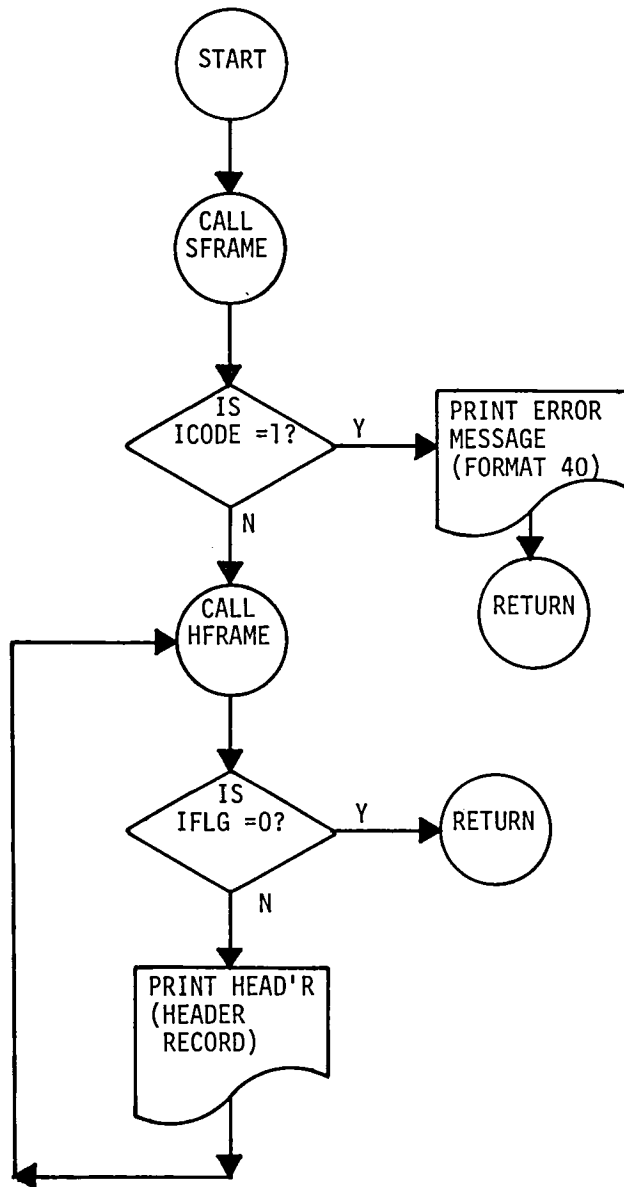 START
CALL
SFRAME
IS
ICODE =1?
Y
PRINT ERROR
MESSAGE
(FORMAT 40)
N
RETURN
CALL
HFRAME
IS
IFLG =0?
Y
RETURN
N
PRINT HEAD'R
(HEADER
RECORD)